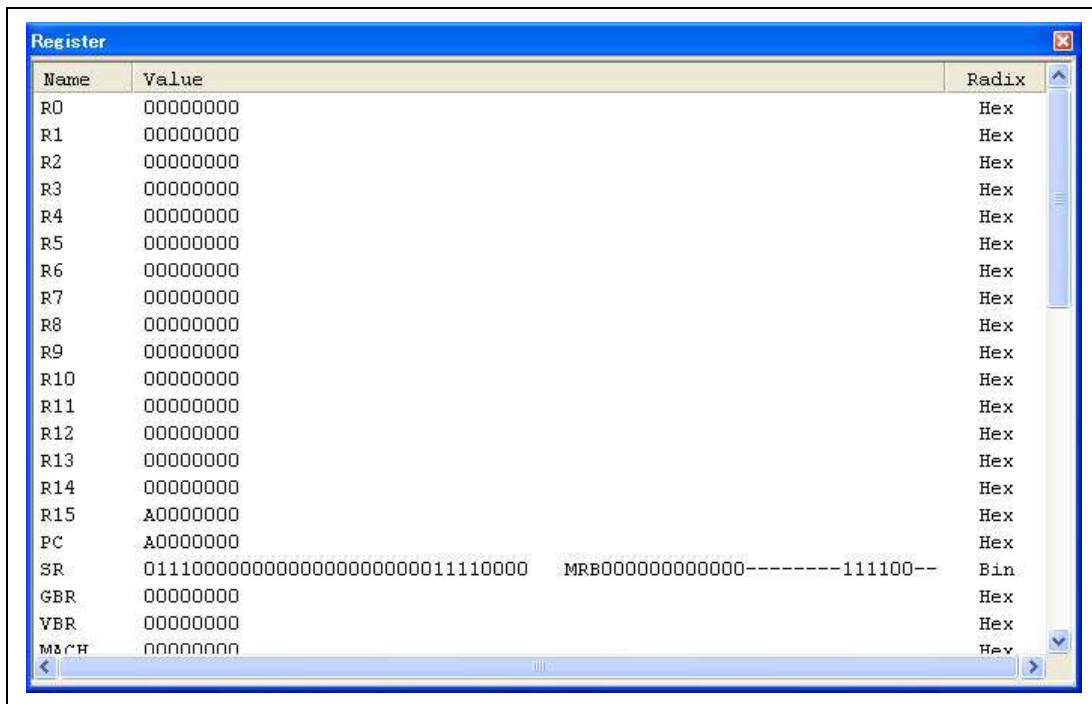 Register
Name Value Radix
R0 00000000 Hex
R1 00000000 Hex
R2 00000000 Hex
R3 00000000 Hex
R4 00000000 Hex
R5 00000000 Hex
R6 00000000 Hex
R7 00000000 Hex
R8 00000000 Hex
R9 00000000 Hex
R10 00000000 Hex
R11 00000000 Hex
R12 00000000 Hex
R13 00000000 Hex
R14 00000000 Hex
R15 A0000000 Hex
PC A0000000 Hex
SR 01110000000000000000000011110000 MRB000000000000--------111100-- Bin
GBR 00000000 Hex
VBR 00000000 Hex
MACH 00000000 Hex